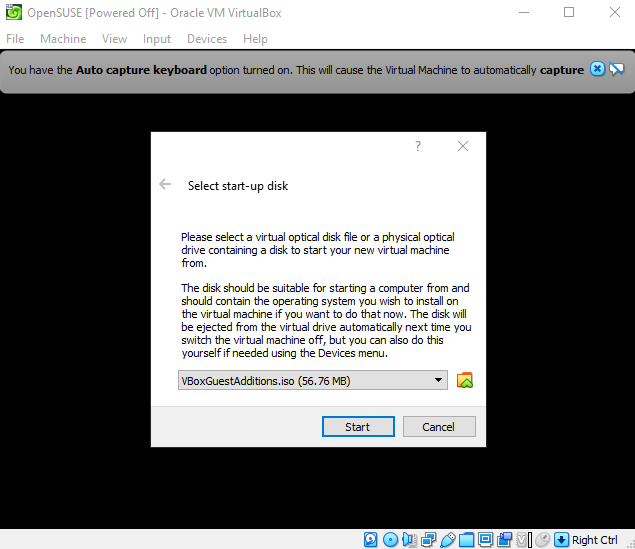 OpenSUSE [Powered Off] - Oracle VM VirtualBox
File Machine View Input Devices Help
You have the Auto capture keyboard option turned on. This will cause the Virtual Machine to automatically capture
?
Select start-up disk
Please select a virtual optical disk file or a physical optical
drive containing a disk to start your new virtual machine
from.
The disk should be suitable for starting a computer from and
should contain the operating system you wish to install on
the virtual machine if you want to do that now. The disk will
be ejected from the virtual drive automatically next time you
switch the virtual machine off, but you can also do this
yourself if needed using the Devices menu.
VBoxGuestAdditions.iso (56.76 MB)
Start Cancel
Right Ctrl